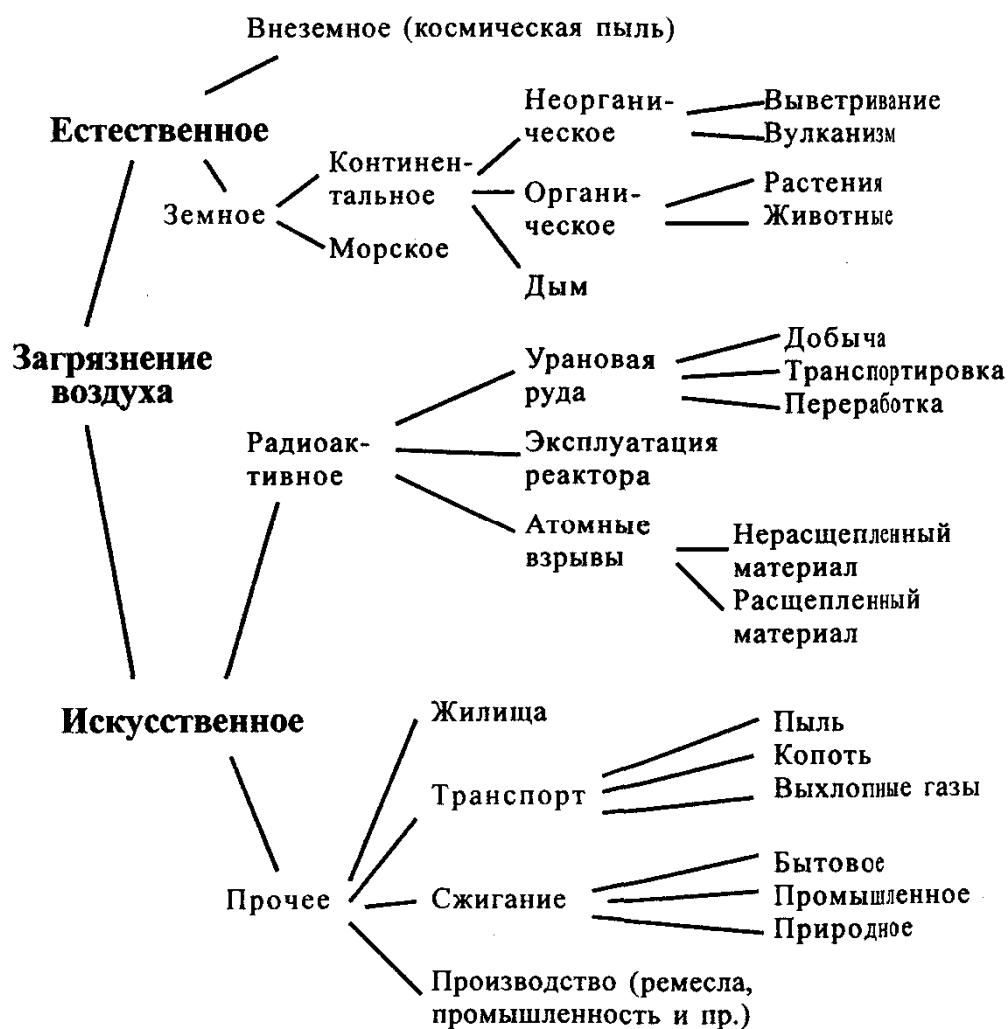 Внеземное (космическая пыль)
Естественное
Неоргани-
ческое
Выветривание
Вулканизм
Континен-
тальное
Земное
Органи-
ческое
Растения
Животные
Морское
Дым
Загрязнение
воздуха
Урановая
руда
Добыча
Транспортировка
Переработка
Радиоак-
тивное
Эксплуатация
реактора
Атомные
взрывы
Нерасщепленный
материал
Расщепленный
материал
Искусственное
Жилища
Транспорт
Пыль
Копоть
Выхлопные газы
Прочее
Сжигание
Бытовое
Промышленное
Природное
Производство (ремесла,
промышленность и пр.)